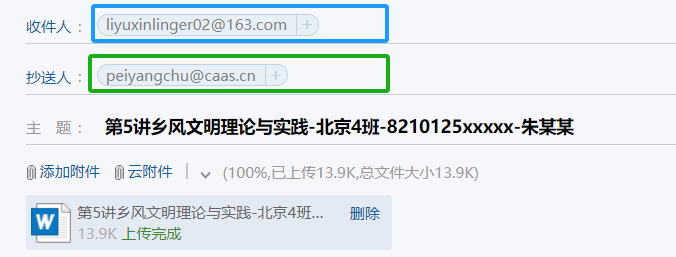 收件人： liyuxinlinger02@163.com +
抄送人： peiyangchu@caas.cn +
主 题： 第5讲乡风文明理论与实践-北京4班-8210125xxxxx-朱某某
添加附件 云附件 | (100%,已上传13.9K,总文件大小13.9K)
W 第5讲乡风文明理论与实践-北京4班... 删除
13.9K 上传完成